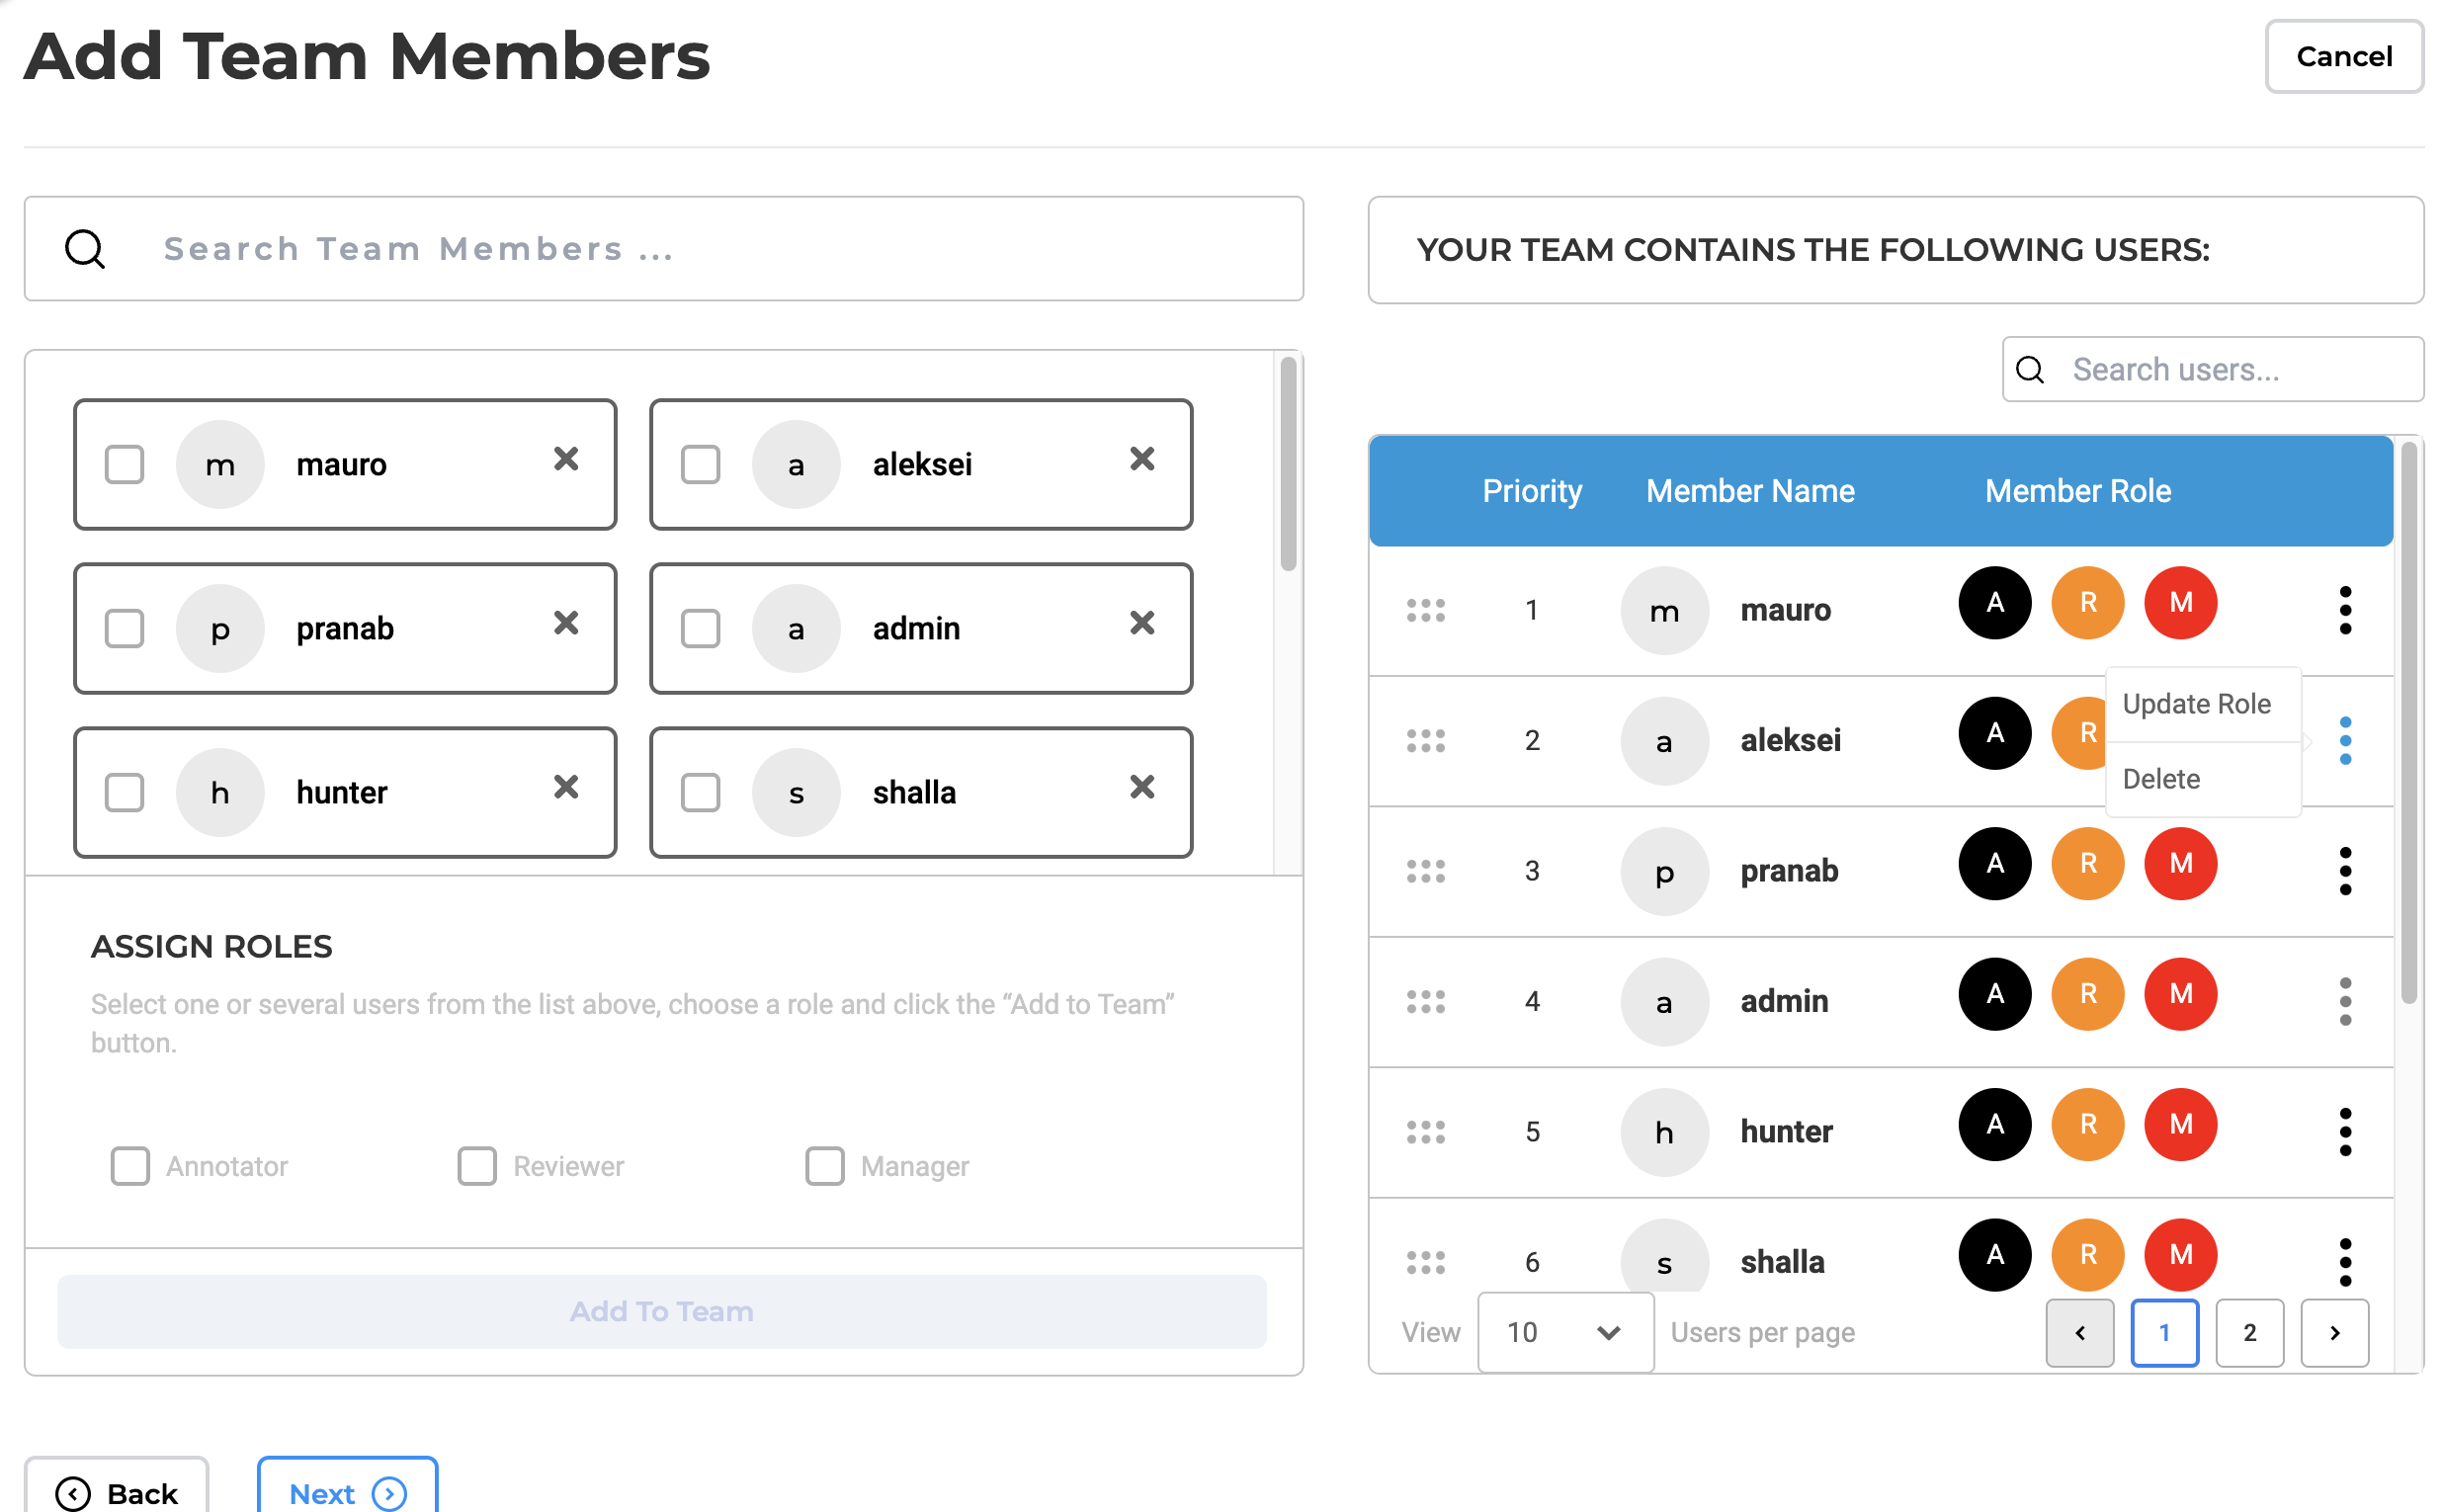 Add Team Members
Cancel
Search Team Members ...
m mauro
a aleksei
p pranab
a admin
h hunter
s shalla
ASSIGN ROLES
Select one or several users from the list above, choose a role and click the “Add to Team”
button.
Annotator Reviewer Manager
Add To Team
YOUR TEAM CONTAINS THE FOLLOWING USERS:
Search users...
Priority Member Name Member Role
1 m mauro A R M
2 a aleksei A R
Update Role
Delete
3 p pranab A R M
4 a admin A R M
5 h hunter A R M
6 s shalla A R M
View 10 Users per page 1 2
Back Next